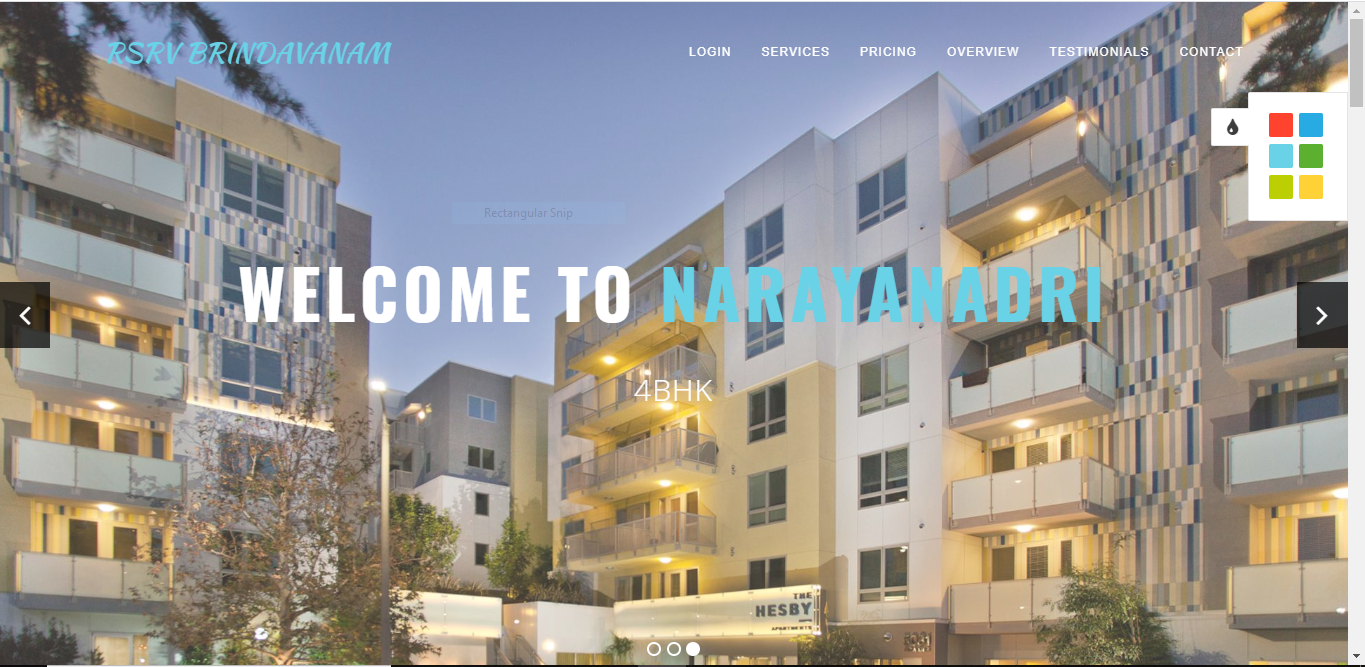 RSRV BRINDAVANAM
LOGIN SERVICES PRICING OVERVIEW TESTIMONIALS CONTACT
Rectangular Snip
WELCOME TO NARAYANADRI
4BHK
THE
HESBY
APARTMENTS